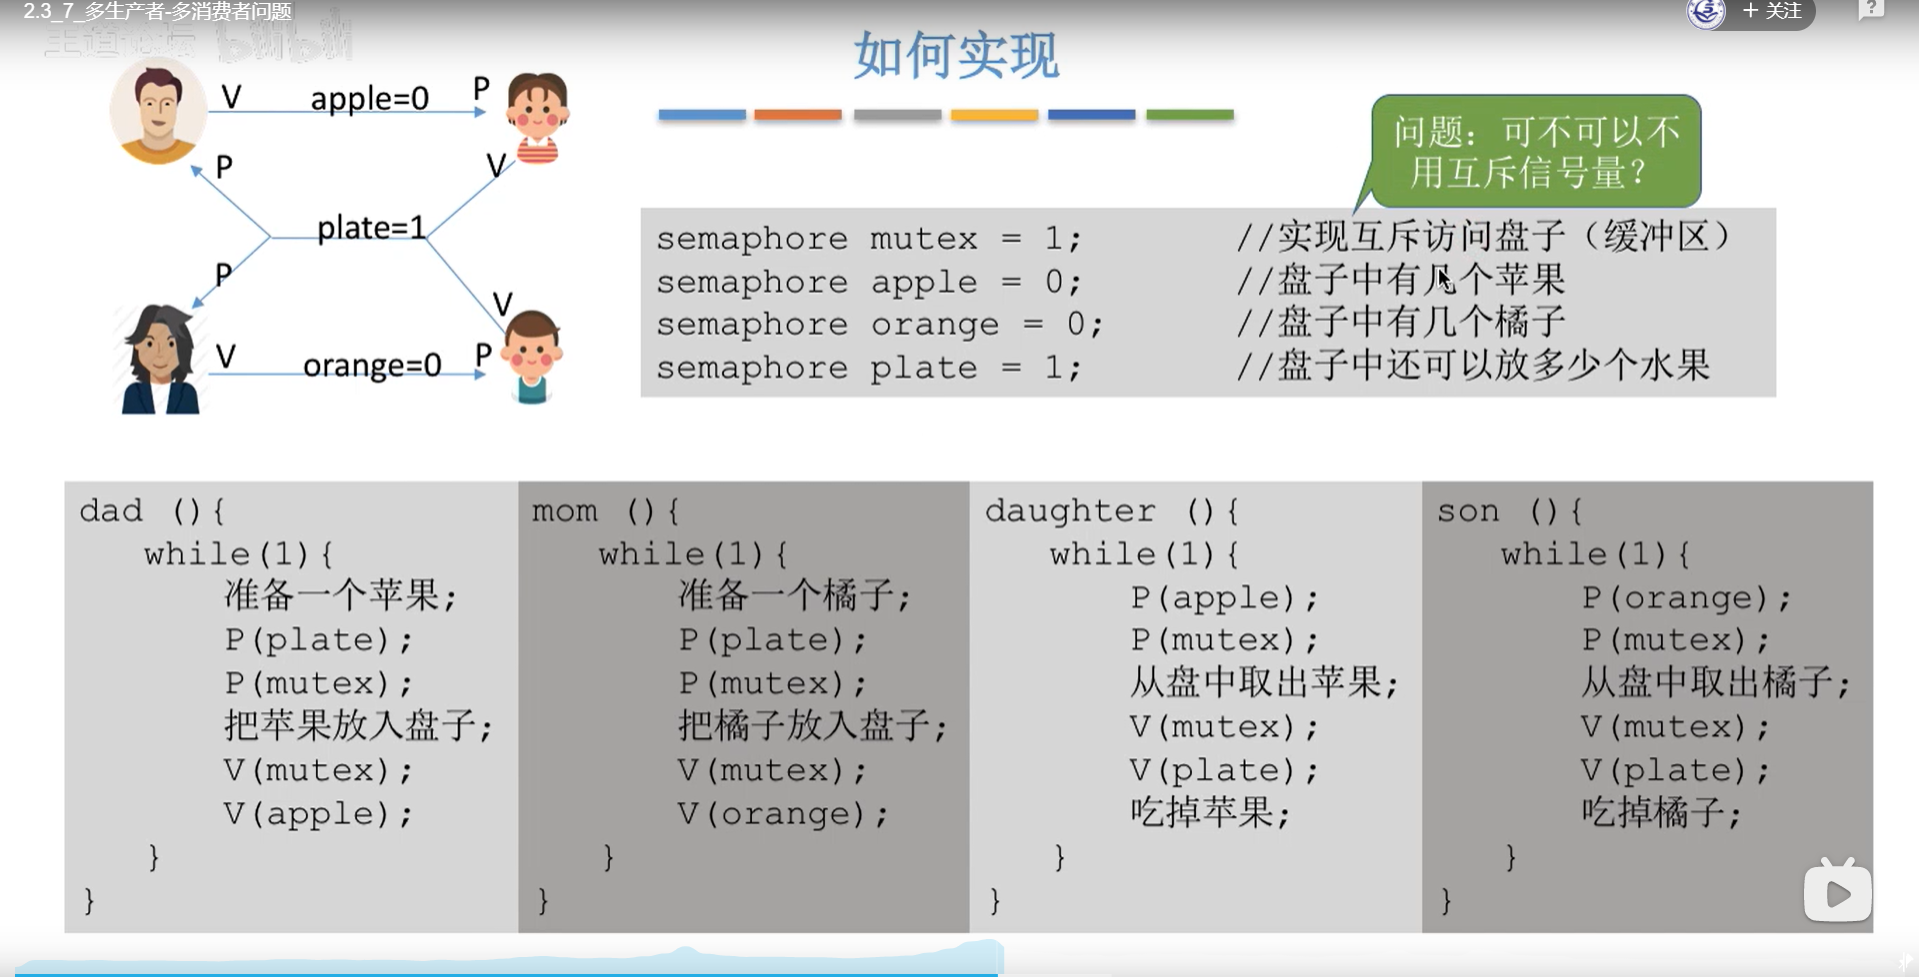 2.3_7_多生产者-多消费者问题
+ 关注
王道论坛 bilibili
如何实现
V apple=0 P
P V
plate=1
P V
V orange=0 P
问题：可不可以不
用互斥信号量？
semaphore mutex = 1; //实现互斥访问盘子（缓冲区）
semaphore apple = 0; //盘子中有几个苹果
semaphore orange = 0; //盘子中有几个橘子
semaphore plate = 1; //盘子中还可以放多少个水果
dad (){
while(1){
准备一个苹果;
P(plate);
P(mutex);
把苹果放入盘子;
V(mutex);
V(apple);
}
}
mom (){
while(1){
准备一个橘子;
P(plate);
P(mutex);
把橘子放入盘子;
V(mutex);
V(orange);
}
}
daughter (){
while(1){
P(apple);
P(mutex);
从盘中取出苹果;
V(mutex);
V(plate);
吃掉苹果;
}
}
son (){
while(1){
P(orange);
P(mutex);
从盘中取出橘子;
V(mutex);
V(plate);
吃掉橘子;
}
}